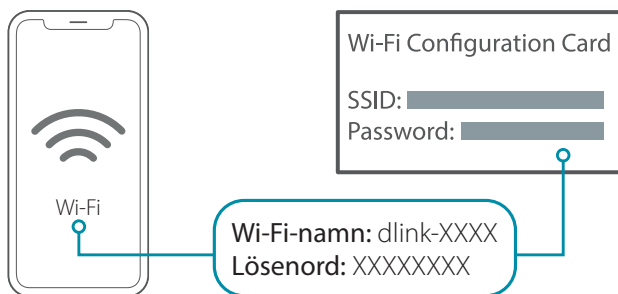 Wi-Fi
Wi-Fi Configuration Card
SSID:
Password:
Wi-Fi-namn: dlink-XXXX
Lösenord: XXXXXXXX